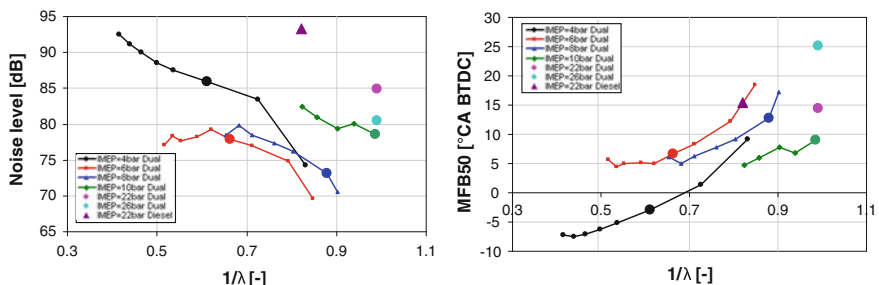 Noise level [dB]
95
90
85
80
75
70
65
IMEP=4bar Dual
IMEP=6bar Dual
IMEP=8bar Dual
IMEP=10bar Dual
IMEP=22bar Dual
IMEP=26bar Dual
IMEP=22bar Diesel
0.3
0.5
0.7
0.9
1.1
1/λ [-]
MFB50 [°CA BTDC]
35
30
25
20
15
10
5
0
-5
-10
IMEP=4bar Dual
IMEP=6bar Dual
IMEP=8bar Dual
IMEP=10bar Dual
IMEP=22bar Dual
IMEP=26bar Dual
IMEP=22bar Diesel
0.3
0.5
0.7
0.9
1.1
1/λ [-]